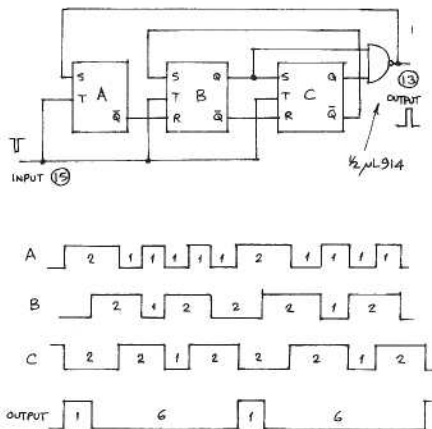 S S Q S Q
T A T B T C
Q̄ R Q̄ R Q̄
⑬
OUTPUT
INPUT ⑮
½ µL914
A 2 1 1 1 1 1 2 1 1 1 1
B 2 1 2 2 2 1 2
C 2 2 1 2 2 2 1 2
OUTPUT 1 6 1 6